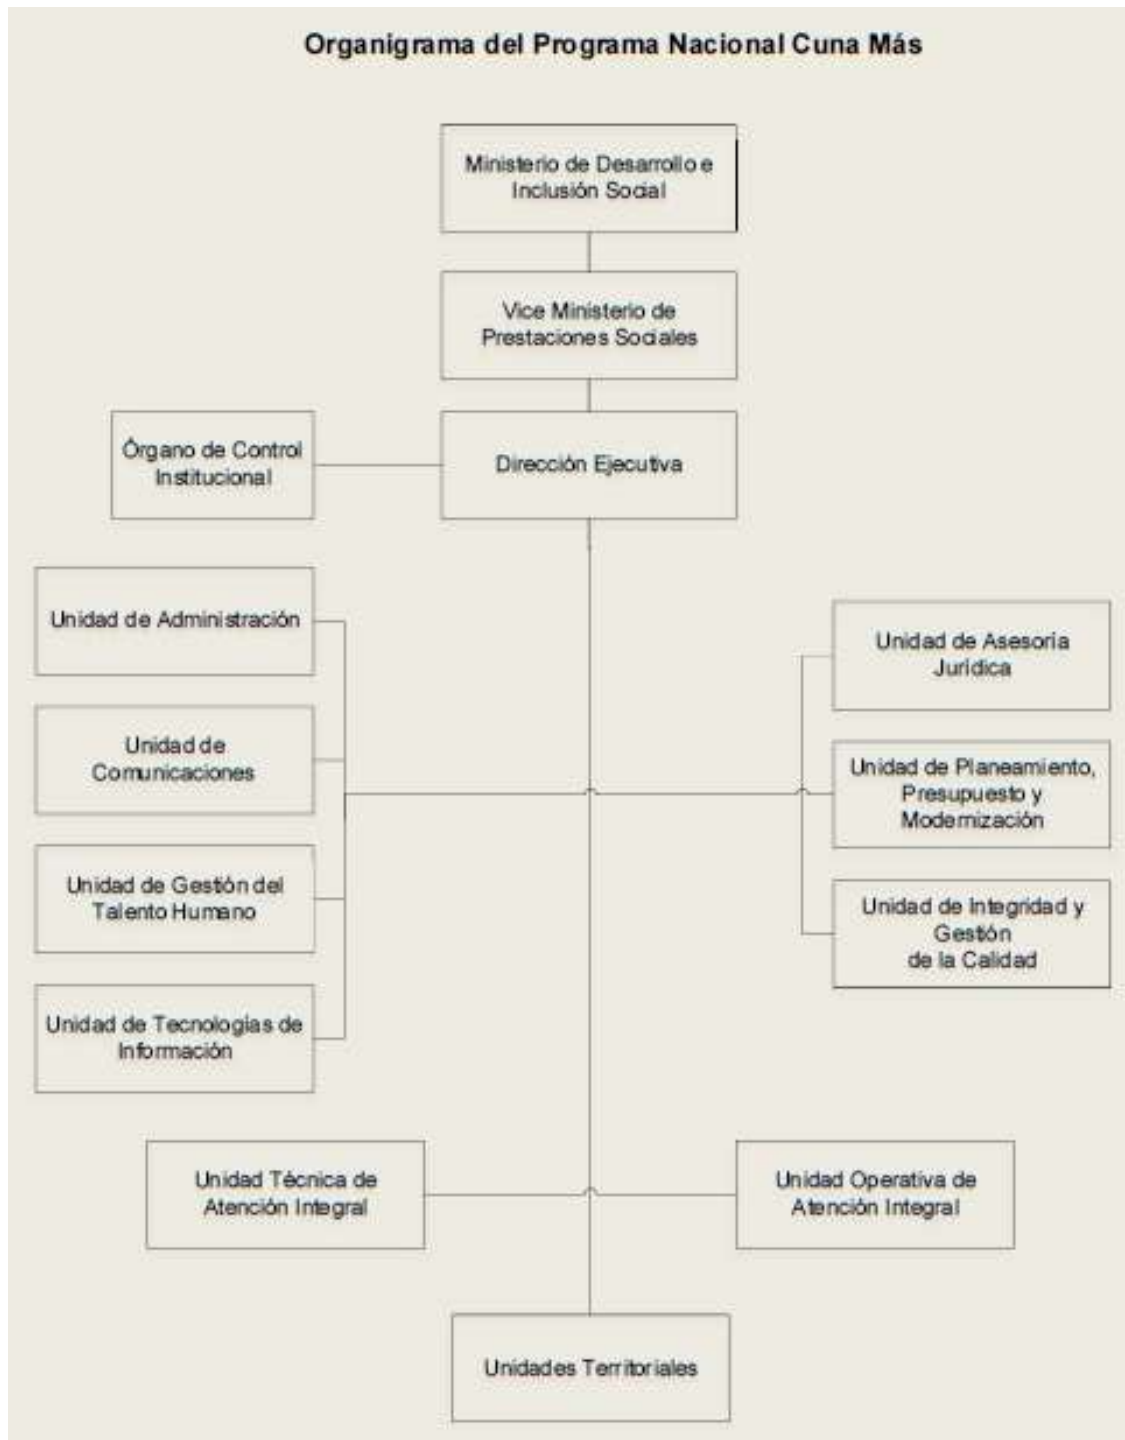 Organigrama del Programa Nacional Cuna Más
Ministerio de Desarrollo e
Inclusión Social
Vice Ministerio de
Prestaciones Sociales
Órgano de Control
Institucional
Dirección Ejecutiva
Unidad de Administración
Unidad de
Comunicaciones
Unidad de Gestión del
Talento Humano
Unidad de Tecnologías de
Información
Unidad de Asesoría
Jurídica
Unidad de Planeamiento,
Presupuesto y
Modernización
Unidad de Integridad y
Gestión
de la Calidad
Unidad Técnica de
Atención Integral
Unidad Operativa de
Atención Integral
Unidades Territoriales